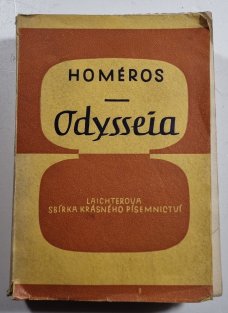 HOMÉROS
Odysseia
LAICHTEROVA
SBÍRKA KRÁSNÉHO PÍSEMNICTVÍ